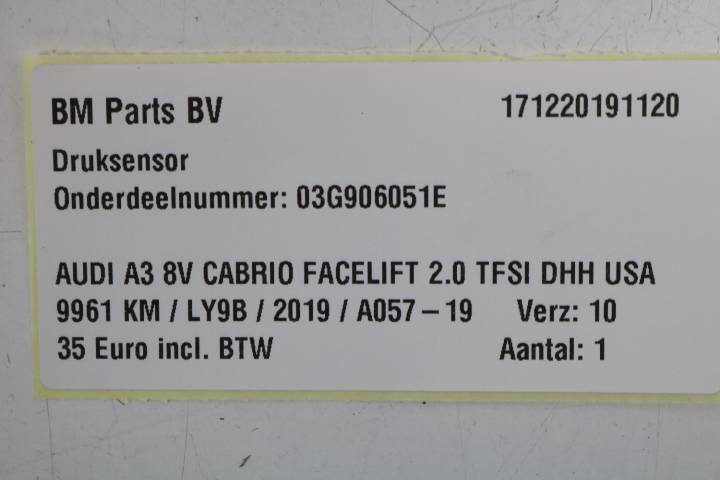 BM Parts BV 171220191120
Druksensor
Onderdeelnummer: 03G906051E
AUDI A3 8V CABRIO FACELIFT 2.0 TFSI DHH USA
9961 KM / LY9B / 2019 / A057-19 Verz: 10
35 Euro incl. BTW Aantal: 1